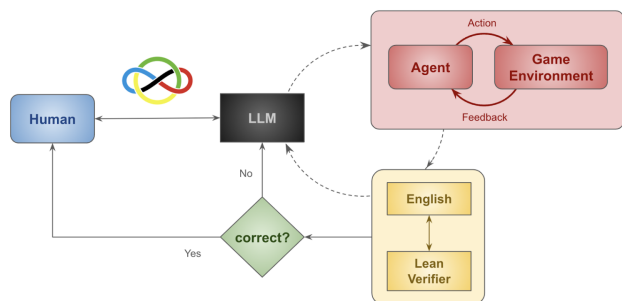 Action
Agent
Game
Environment
Feedback
Human
LLM
No
English
correct?
Yes
Lean
Verifier